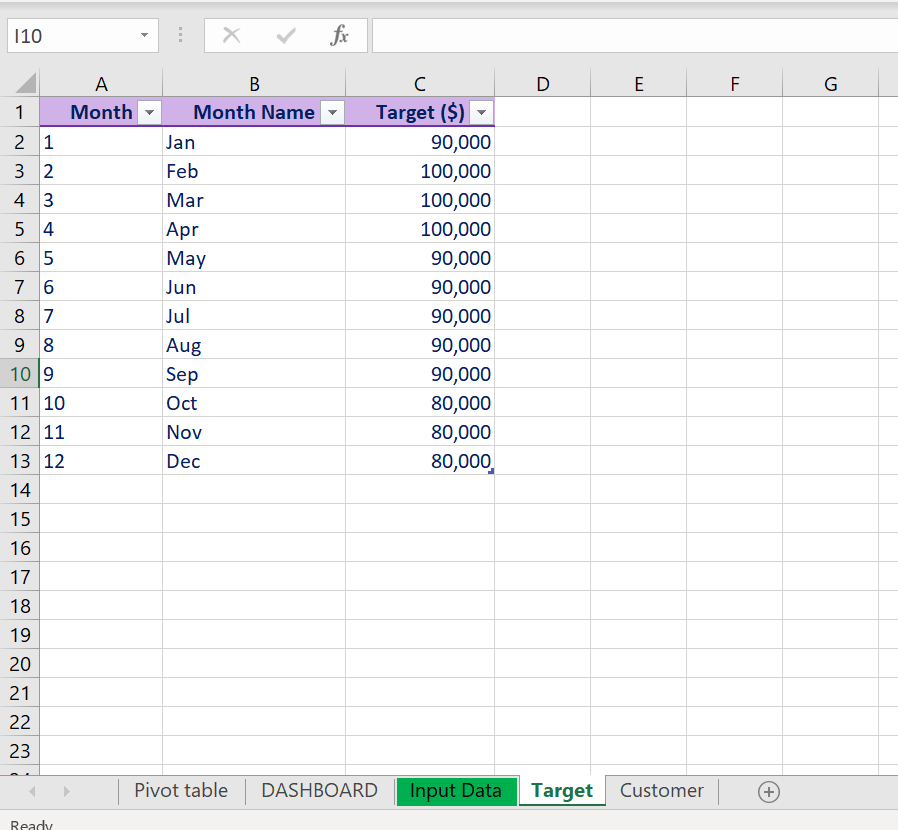 I10 fx
A B C D E F G
1 Month Month Name Target ($)
2 1 Jan 90,000
3 2 Feb 100,000
4 3 Mar 100,000
5 4 Apr 100,000
6 5 May 90,000
7 6 Jun 90,000
8 7 Jul 90,000
9 8 Aug 90,000
10 9 Sep 90,000
11 10 Oct 80,000
12 11 Nov 80,000
13 12 Dec 80,000
14
15
16
17
18
19
20
21
22
23
Pivot table DASHBOARD Input Data Target Customer
Ready